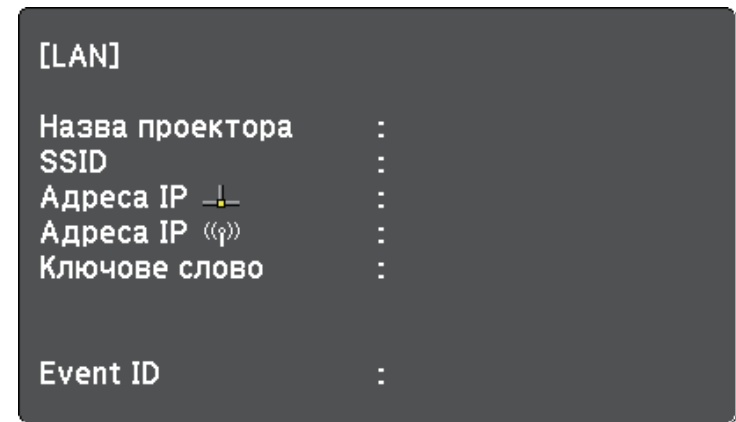 [LAN]
Назва проектора :
SSID :
Адреса IP :
Адреса IP :
Ключове слово :
Event ID :